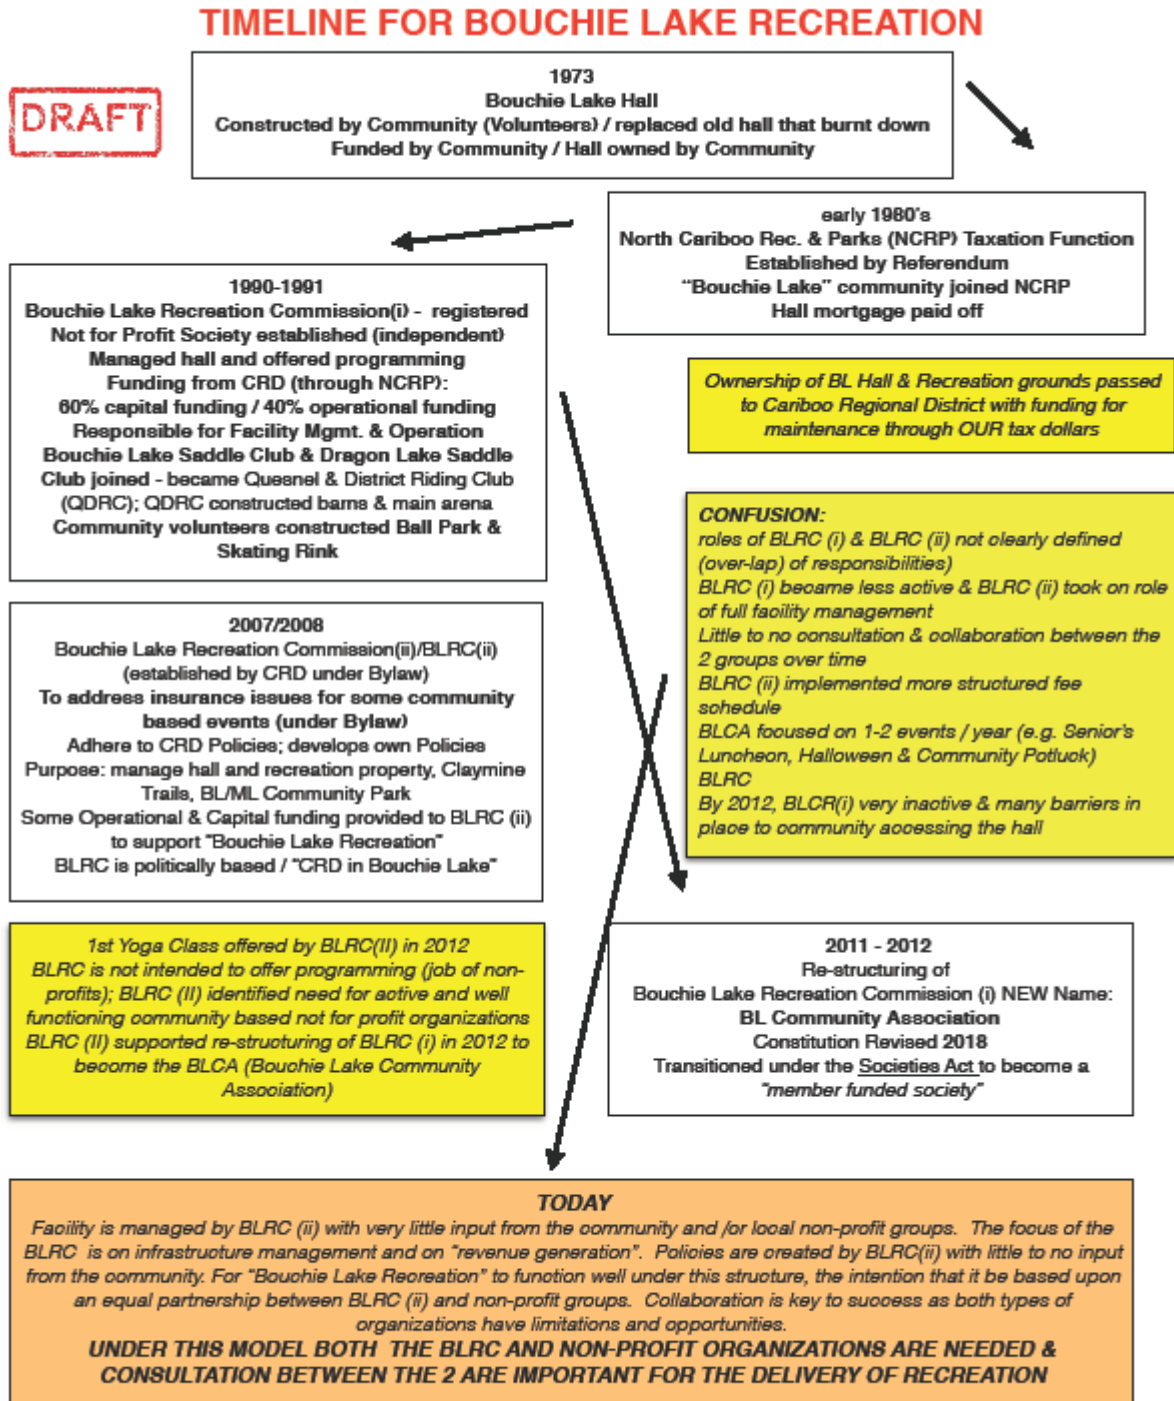 TIMELINE FOR BOUCHIE LAKE RECREATION
DRAFT
1973
Bouchie Lake Hall
Constructed by Community (Volunteers) / replaced old hall that burnt down
Funded by Community / Hall owned by Community
early 1980's
North Cariboo Rec. & Parks (NCRP) Taxation Function
Established by Referendum
"Bouchie Lake" community joined NCRP
Hall mortgage paid off
1990-1991
Bouchie Lake Recreation Commission(i) - registered
Not for Profit Society established (independent)
Managed hall and offered programming
Funding from CRD (through NCRP):
60% capital funding / 40% operational funding
Responsible for Facility Mgmt. & Operation
Bouchie Lake Saddle Club & Dragon Lake Saddle
Club joined - became Quesnel & District Riding Club
(QDRC); QDRC constructed barns & main arena
Community volunteers constructed Ball Park &
Skating Rink
Ownership of BL Hall & Recreation grounds passed
to Cariboo Regional District with funding for
maintenance through OUR tax dollars
CONFUSION:
roles of BLRC (i) & BLRC (ii) not clearly defined
(over-lap) of responsibilities)
BLRC (i) became less active & BLRC (ii) took on role
of full facility management
Little to no consultation & collaboration between the
2 groups over time
BLRC (ii) implemented more structured fee
schedule
BLCA focused on 1-2 events / year (e.g. Senior's
Luncheon, Halloween & Community Potluck)
BLRC
By 2012, BLCR(i) very inactive & many barriers in
place to community accessing the hall
2007/2008
Bouchie Lake Recreation Commission(ii)/BLRC(ii)
(established by CRD under Bylaw)
To address insurance issues for some community
based events (under Bylaw)
Adhere to CRD Policies; develops own Policies
Purpose: manage hall and recreation property, Claymine
Trails, BL/ML Community Park
Some Operational & Capital funding provided to BLRC (ii)
to support "Bouchie Lake Recreation"
BLRC is politically based / "CRD in Bouchie Lake"
1st Yoga Class offered by BLRC(II) in 2012
BLRC is not intended to offer programming (job of non-
profits); BLRC (II) identified need for active and well
functioning community based not for profit organizations
BLRC (II) supported re-structuring of BLRC (i) in 2012 to
become the BLCA (Bouchie Lake Community
Association)
2011 - 2012
Re-structuring of
Bouchie Lake Recreation Commission (i) NEW Name:
BL Community Association
Constitution Revised 2018
Transitioned under the Societies Act to become a
"member funded society"
TODAY
Facility is managed by BLRC (ii) with very little input from the community and /or local non-profit groups. The focus of the
BLRC is on infrastructure management and on "revenue generation". Policies are created by BLRC(ii) with little to no input
from the community. For "Bouchie Lake Recreation" to function well under this structure, the intention that it be based upon
an equal partnership between BLRC (ii) and non-profit groups. Collaboration is key to success as both types of
organizations have limitations and opportunities.
UNDER THIS MODEL BOTH THE BLRC AND NON-PROFIT ORGANIZATIONS ARE NEEDED &
CONSULTATION BETWEEN THE 2 ARE IMPORTANT FOR THE DELIVERY OF RECREATION